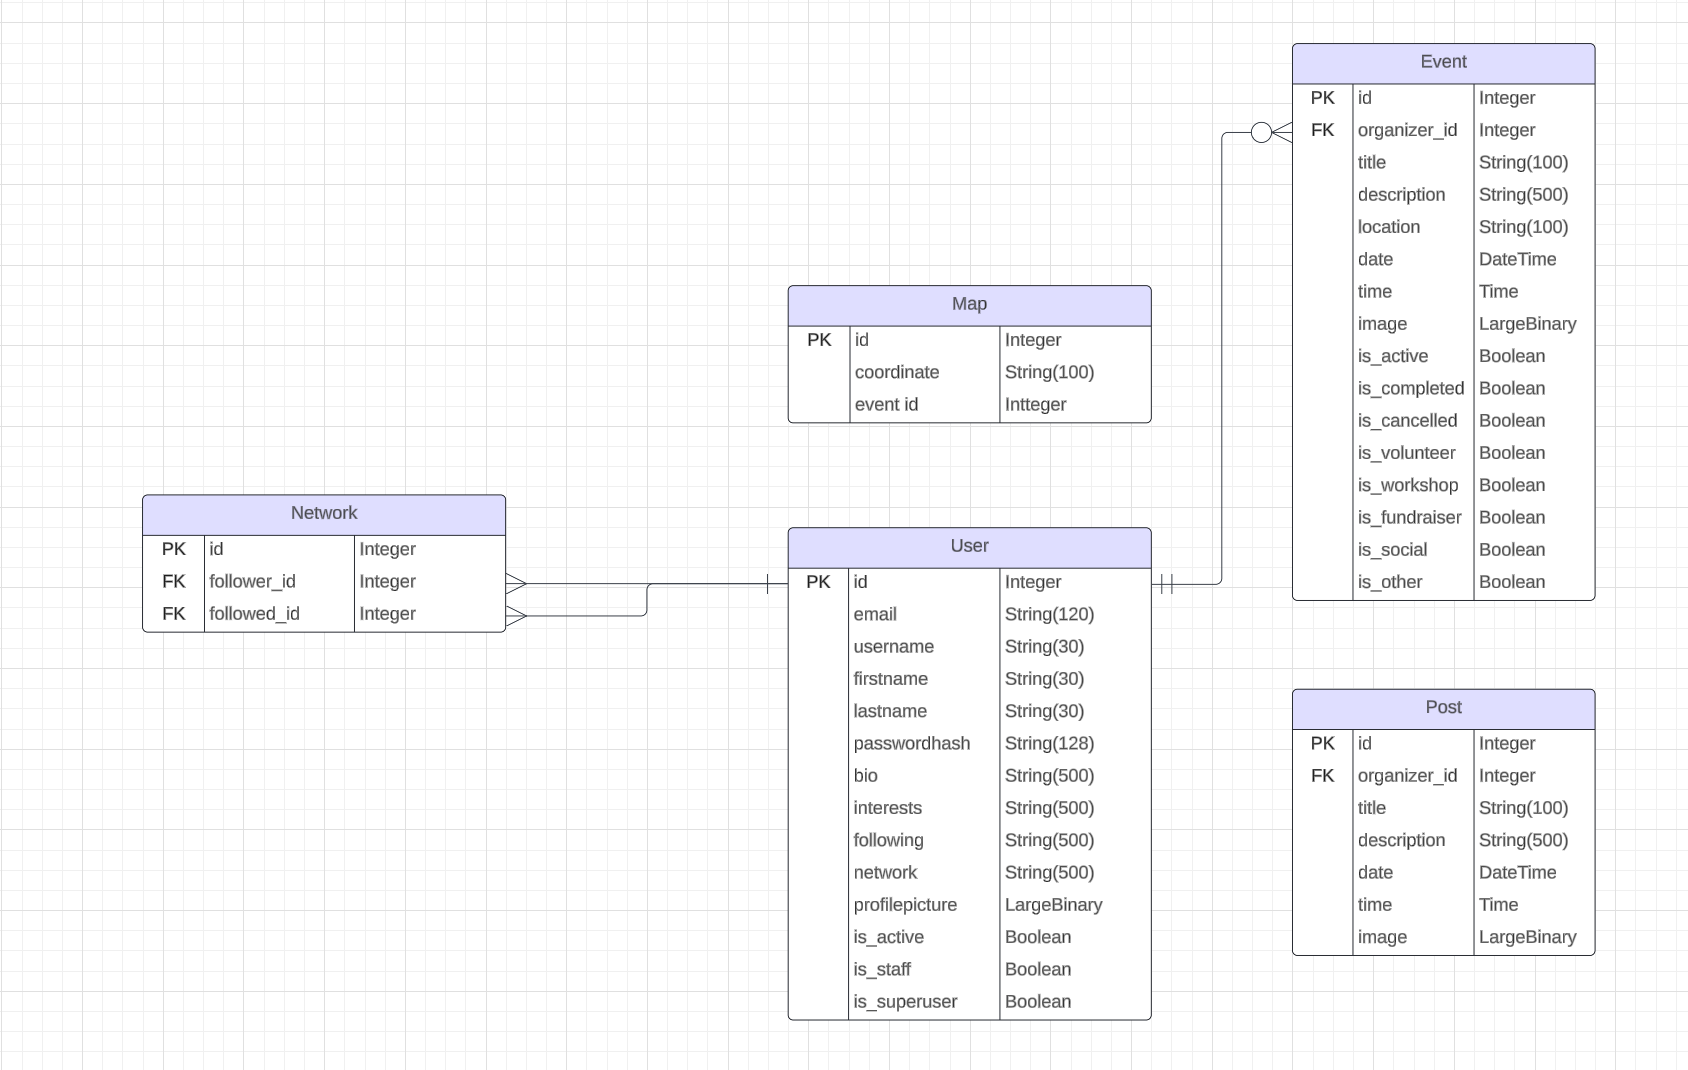 Event
PK id Integer
FK organizer_id Integer
title String(100)
description String(500)
location String(100)
date DateTime
time Time
image LargeBinary
is_active Boolean
is_completed Boolean
is_cancelled Boolean
is_volunteer Boolean
is_workshop Boolean
is_fundraiser Boolean
is_social Boolean
is_other Boolean
Map
PK id Integer
coordinate String(100)
event id Intteger
Network
PK id Integer
FK follower_id Integer
FK followed_id Integer
User
PK id Integer
email String(120)
username String(30)
firstname String(30)
lastname String(30)
passwordhash String(128)
bio String(500)
interests String(500)
following String(500)
network String(500)
profilepicture LargeBinary
is_active Boolean
is_staff Boolean
is_superuser Boolean
Post
PK id Integer
FK organizer_id Integer
title String(100)
description String(500)
date DateTime
time Time
image LargeBinary